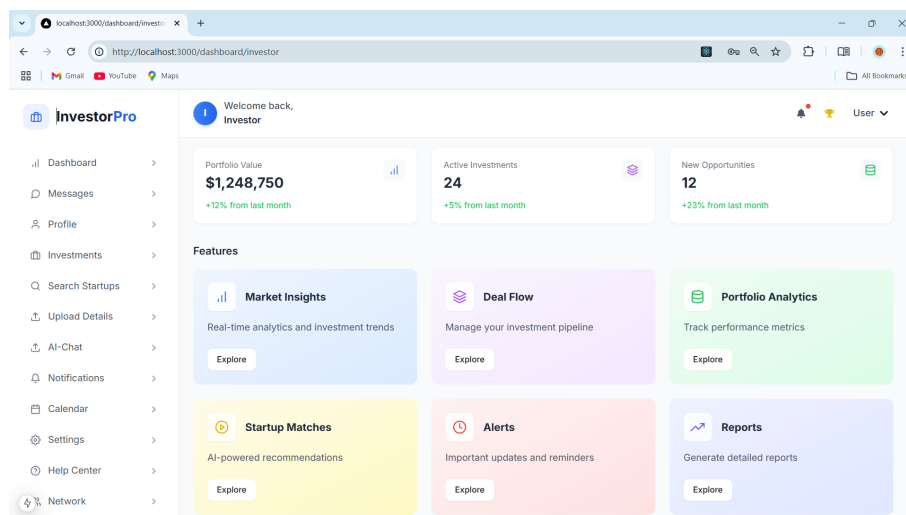 localhost:3000/dashboard/investor
http://localhost:3000/dashboard/investor
Gmail
YouTube
Maps
All Bookmarks
InvestorPro
I
Welcome back,
Investor
User
Dashboard
Messages
Profile
Investments
Search Startups
Upload Details
AI-Chat
Notifications
Calendar
Settings
Help Center
Network
Portfolio Value
$1,248,750
+12% from last month
Active Investments
24
+5% from last month
New Opportunities
12
+23% from last month
Features
Market Insights
Real-time analytics and investment trends
Explore
Deal Flow
Manage your investment pipeline
Explore
Portfolio Analytics
Track performance metrics
Explore
Startup Matches
AI-powered recommendations
Explore
Alerts
Important updates and reminders
Explore
Reports
Generate detailed reports
Explore